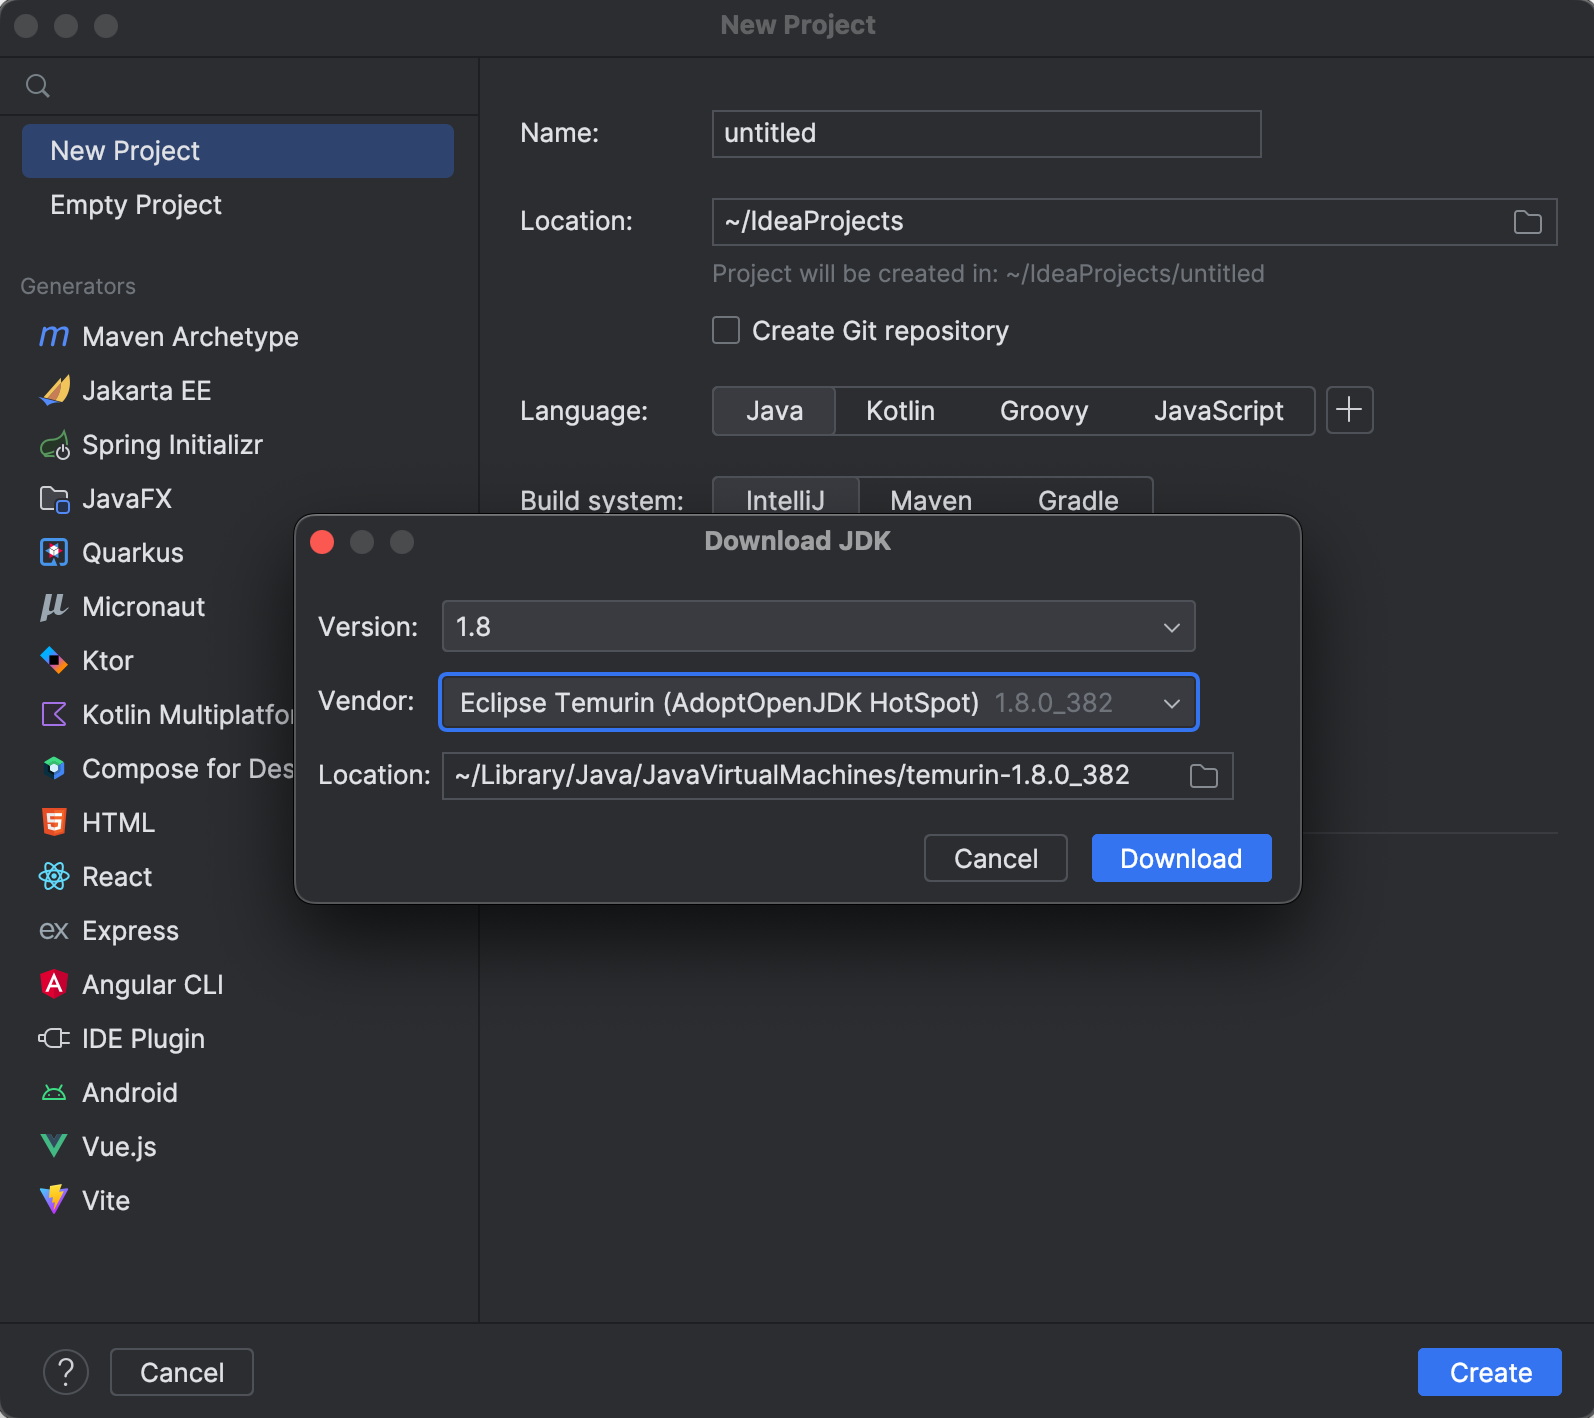 New Project
New Project
Empty Project
Generators
Maven Archetype
Jakarta EE
Spring Initializr
JavaFX
Quarkus
Micronaut
Ktor
Kotlin Multiplatfor
Compose for Des
HTML
React
ex Express
Angular CLI
IDE Plugin
Android
Vue.js
Vite
Name: untitled
Location: ~/IdeaProjects
Project will be created in: ~/IdeaProjects/untitled
Create Git repository
Language: Java Kotlin Groovy JavaScript
Build system: IntelliJ Maven Gradle
Download JDK
Version: 1.8
Vendor: Eclipse Temurin (AdoptOpenJDK HotSpot) 1.8.0_382
Location: ~/Library/Java/JavaVirtualMachines/temurin-1.8.0_382
Cancel Download
? Cancel Create